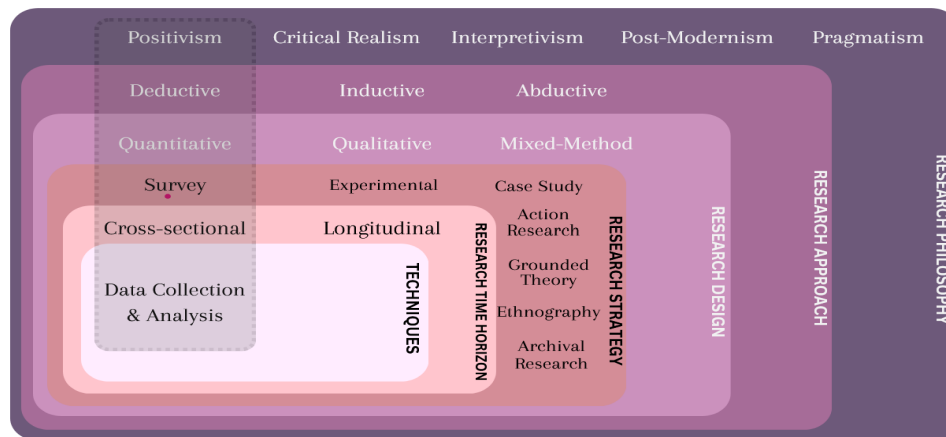 Positivism Critical Realism Interpretivism Post-Modernism Pragmatism
Deductive Inductive Abductive
Quantitative Qualitative Mixed-Method
Survey Experimental Case Study
Action
Research
Cross-sectional Longitudinal
Grounded
Theory
Data Collection
& Analysis
Ethnography
Archival
Research
TECHNIQUES
RESEARCH TIME HORIZON
RESEARCH STRATEGY
RESEARCH DESIGN
RESEARCH APPROACH
RESEARCH PHILOSOPHY